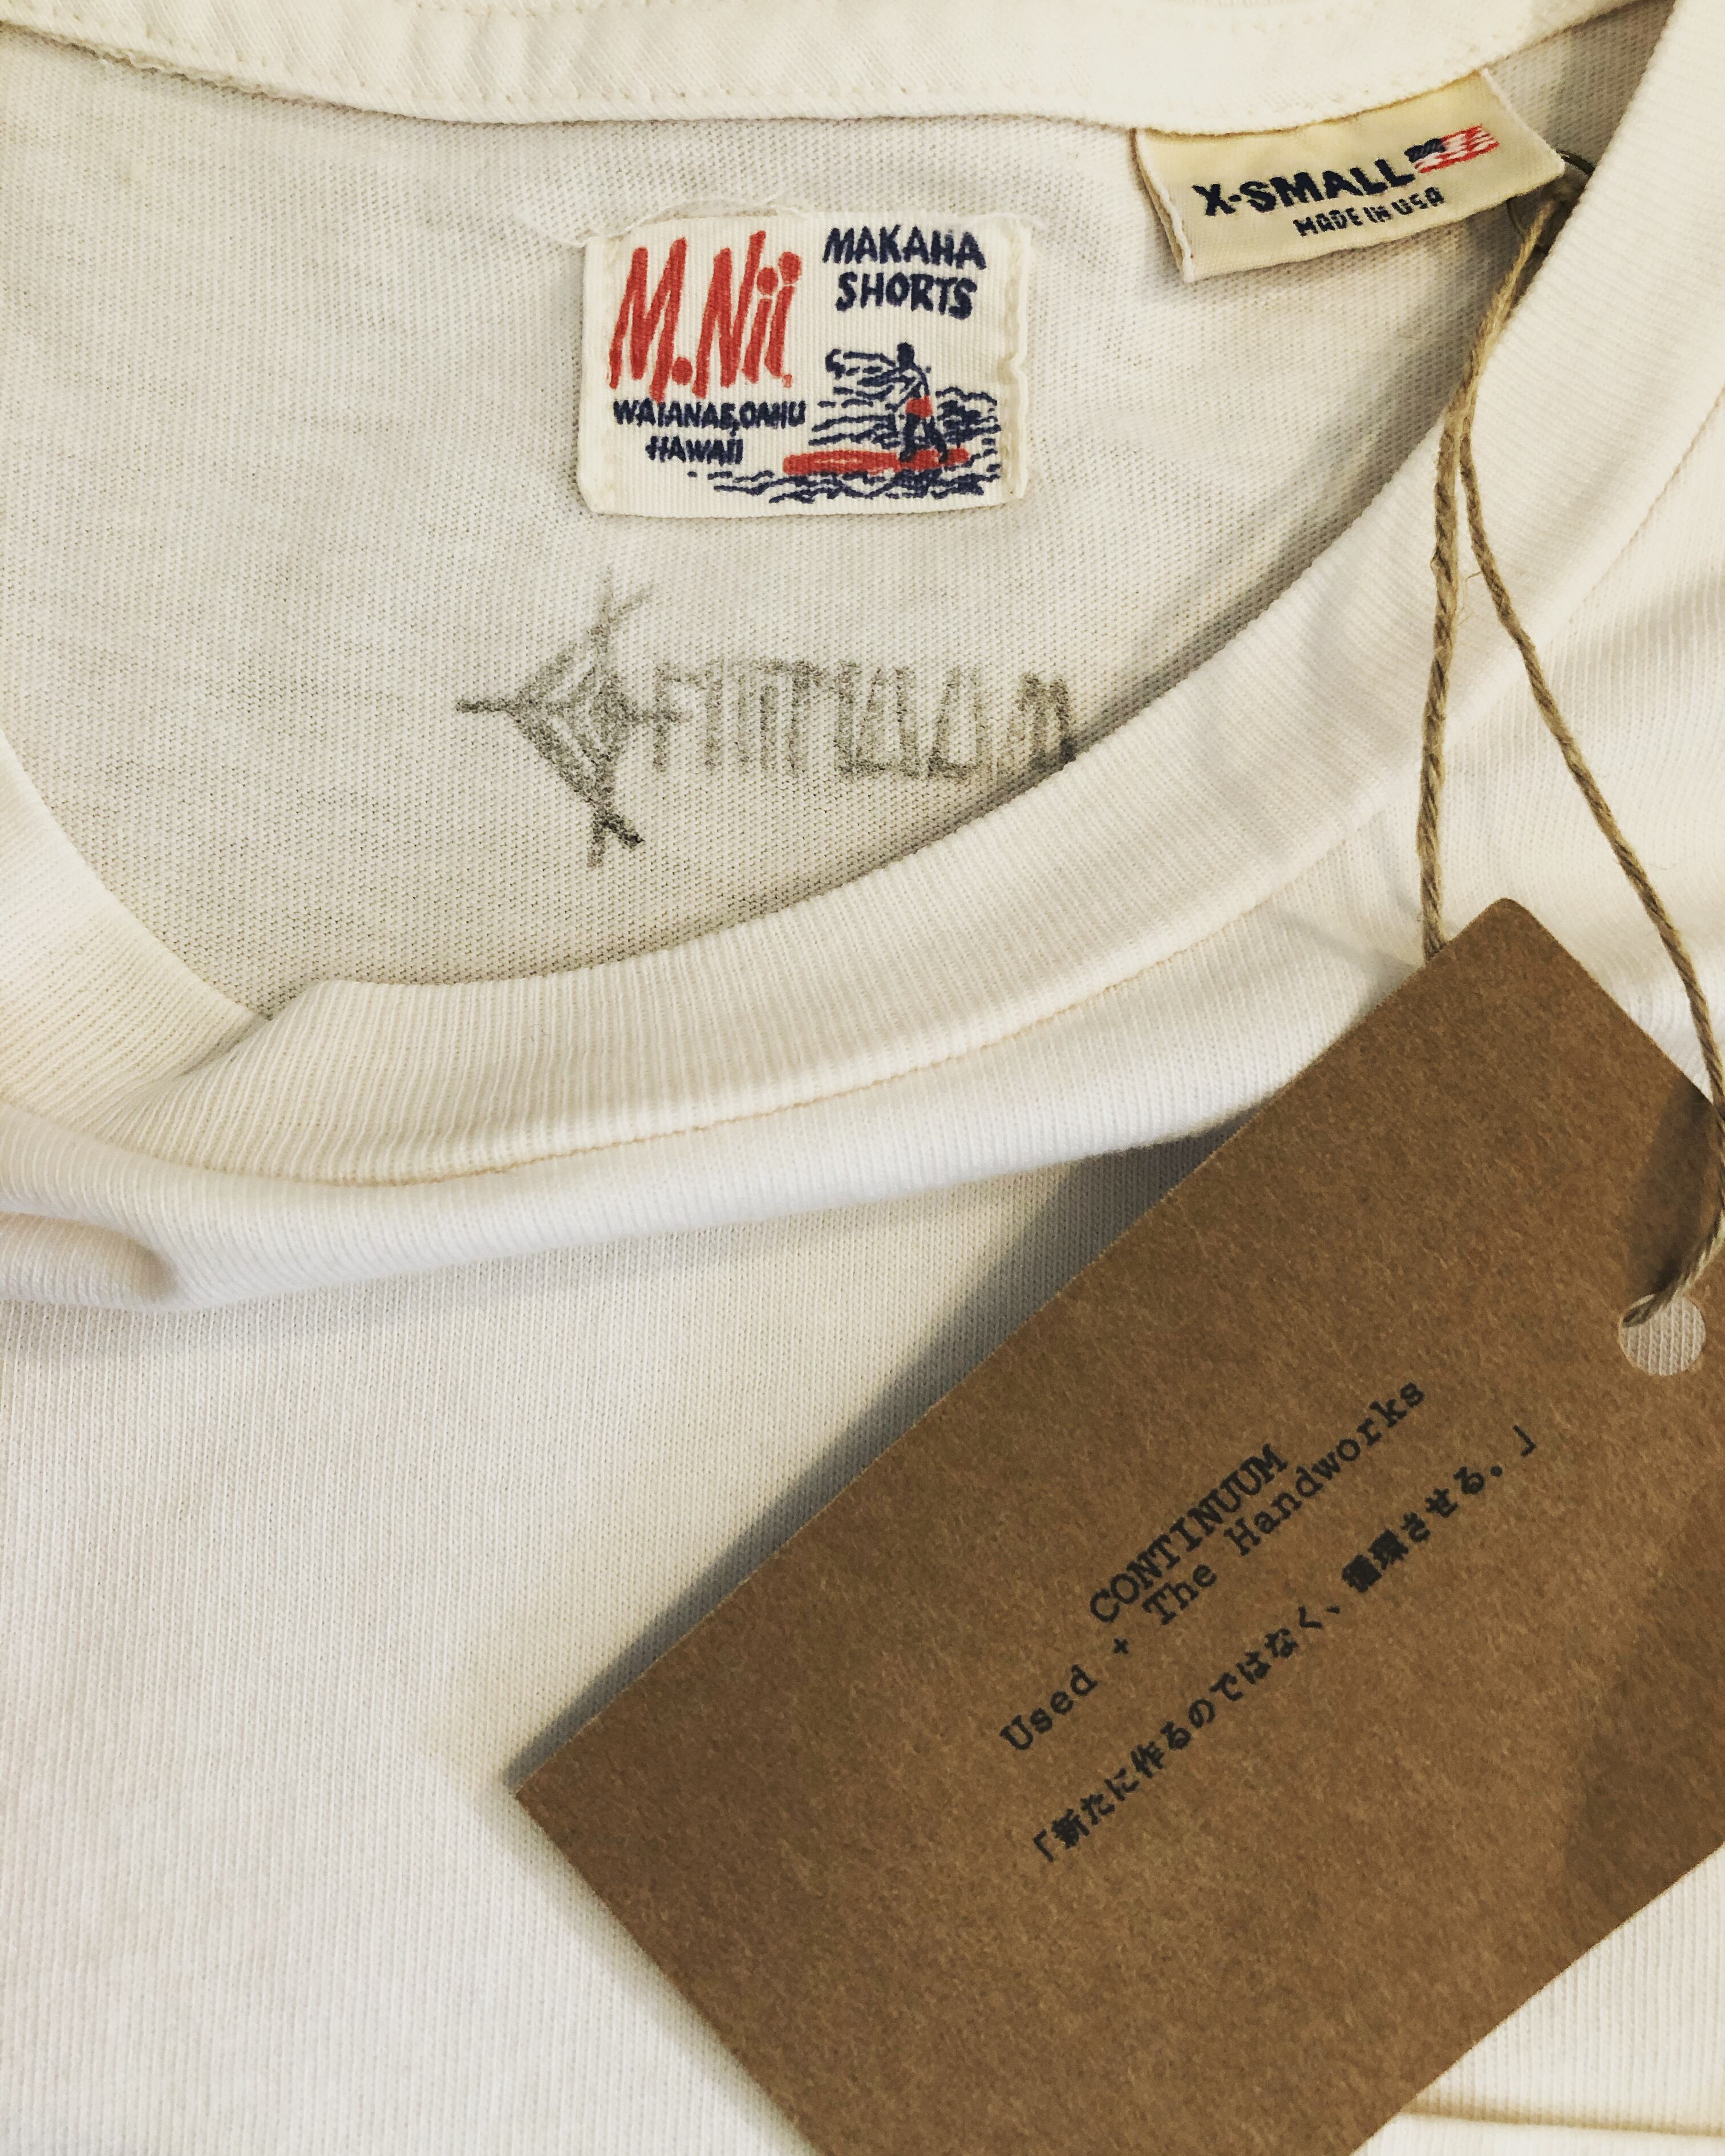 M.Nii
MAKAHA
SHORTS
WAIANAE, OAHU
HAWAII
X-SMALL
MADE IN USA
CONTINUUM
Used + The Handworks
「新たに作るのではなく、循環させる。」